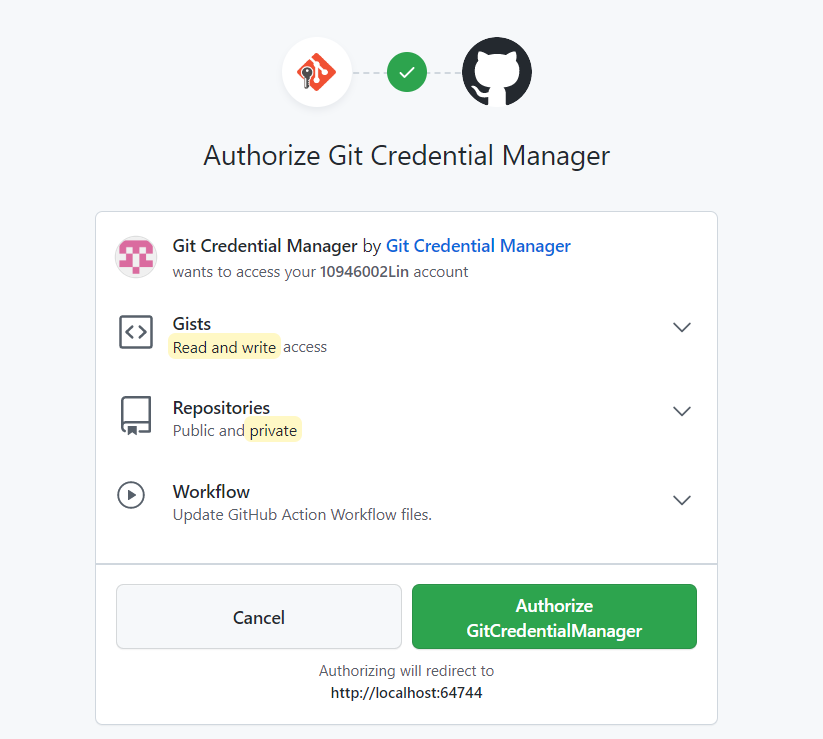 Authorize Git Credential Manager
Git Credential Manager by Git Credential Manager
wants to access your 10946002Lin account
Gists
Read and write access
Repositories
Public and private
Workflow
Update GitHub Action Workflow files.
Cancel
Authorize
GitCredentialManager
Authorizing will redirect to
http://localhost:64744